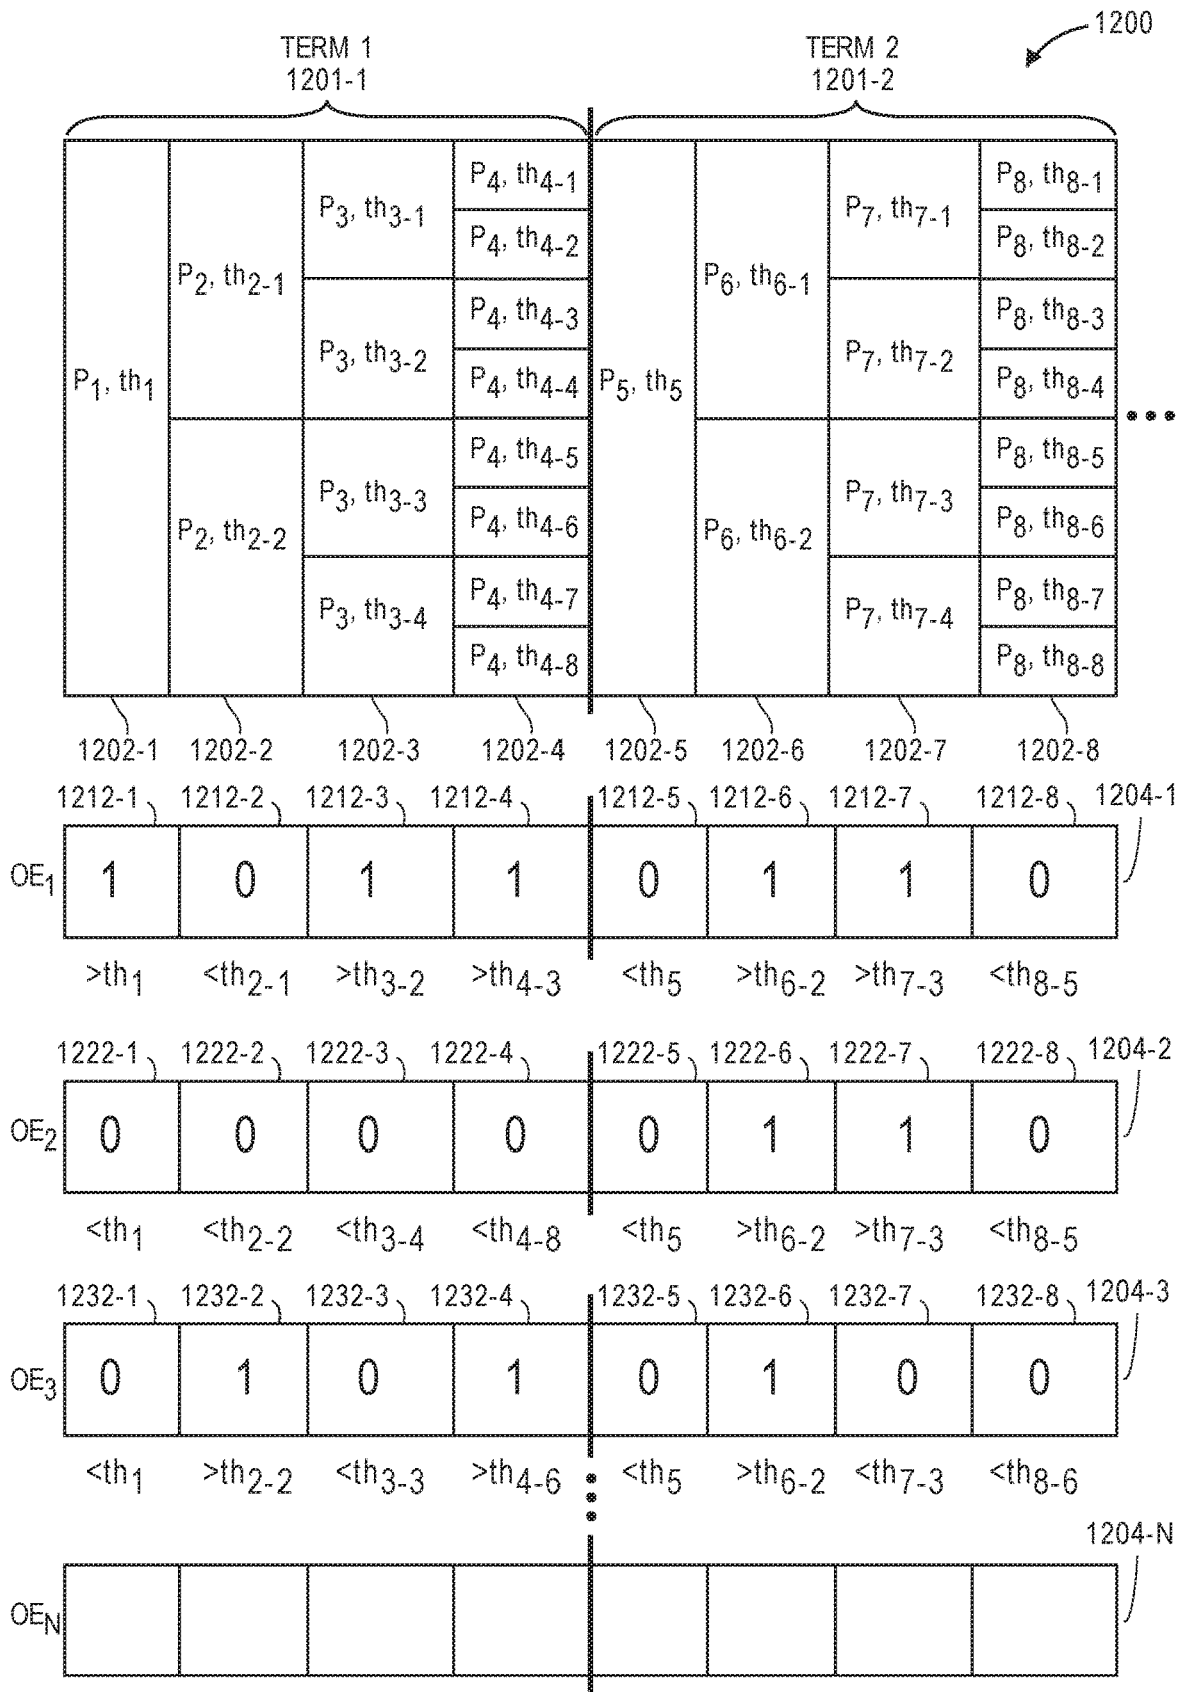 1200
TERM 1 TERM 2
1201-1 1201-2
P4, th4-1 P8, th8-1
P3, th3-1 P7, th7-1
P4, th4-2 P8, th8-2
P2, th2-1 P6, th6-1
P4, th4-3 P8, th8-3
P3, th3-2 P7, th7-2
P1, th1 P4, th4-4 P5, th5 P8, th8-4
P4, th4-5 P8, th8-5
P3, th3-3 P7, th7-3
P4, th4-6 P8, th8-6
P2, th2-2 P6, th6-2
P4, th4-7 P8, th8-7
P3, th3-4 P7, th7-4
P4, th4-8 P8, th8-8
1202-1 1202-2 1202-3 1202-4 1202-5 1202-6 1202-7 1202-8
1212-1 1212-2 1212-3 1212-4 1212-5 1212-6 1212-7 1212-8 1204-1
OE1 1 0 1 1 0 1 1 0
>th1 <th2-1 >th3-2 >th4-3 <th5 >th6-2 >th7-3 <th8-5
1222-1 1222-2 1222-3 1222-4 1222-5 1222-6 1222-7 1222-8 1204-2
OE2 0 0 0 0 0 1 1 0
<th1 <th2-2 <th3-4 <th4-8 <th5 >th6-2 >th7-3 <th8-5
1232-1 1232-2 1232-3 1232-4 1232-5 1232-6 1232-7 1232-8 1204-3
OE3 0 1 0 1 0 1 0 0
<th1 >th2-2 <th3-3 >th4-6 <th5 >th6-2 <th7-3 <th8-6
1204-N
OEN